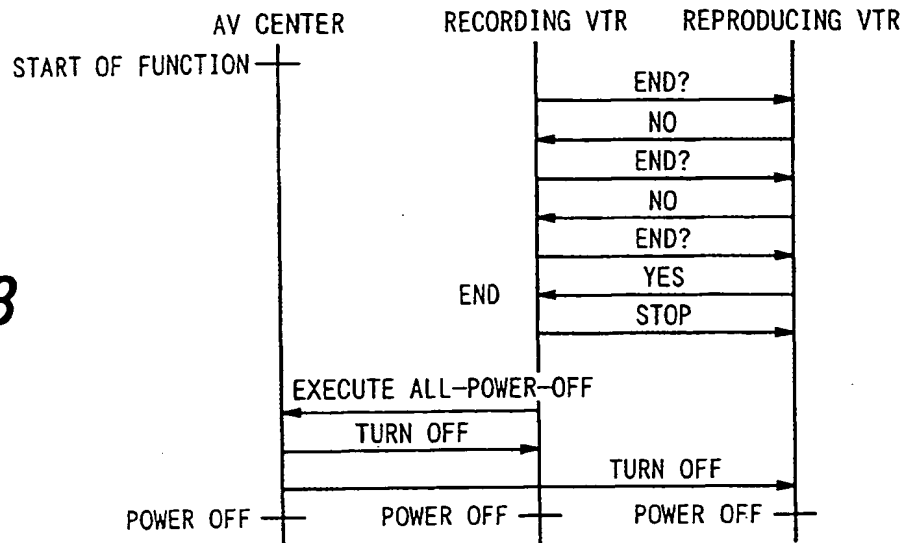 AV CENTER RECORDING VTR REPRODUCING VTR
START OF FUNCTION
END?
NO
END?
NO
END?
YES
END
STOP
EXECUTE ALL-POWER-OFF
TURN OFF
TURN OFF
POWER OFF POWER OFF POWER OFF